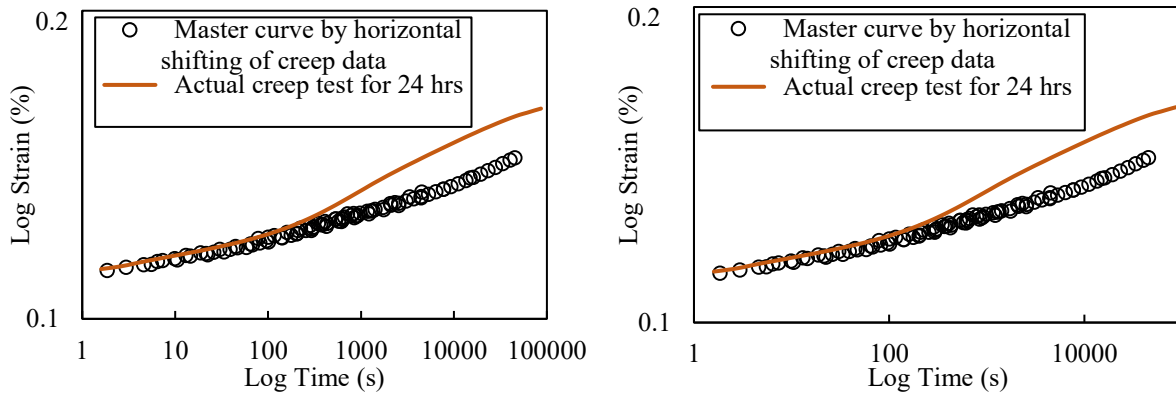 0.2
Master curve by horizontal
shifting of creep data
Actual creep test for 24 hrs
Log Strain (%)
0.1
1 10 100 1000 10000 100000
Log Time (s)
0.2
Master curve by horizontal
shifting of creep data
Actual creep test for 24 hrs
Log Strain (%)
0.1
1 100 10000
Log Time (s)